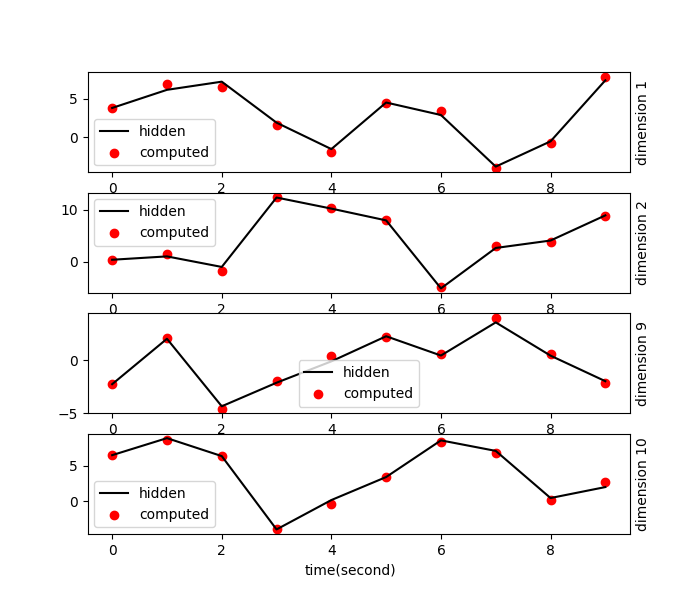 5
0
hidden
computed
dimension 1
0 2 4 6 8
10
0
hidden
computed
dimension 2
0 2 4 6 8
0
−5
hidden
computed
dimension 9
0 2 4 6 8
5
0
hidden
computed
dimension 10
0 2 4 6 8
time(second)